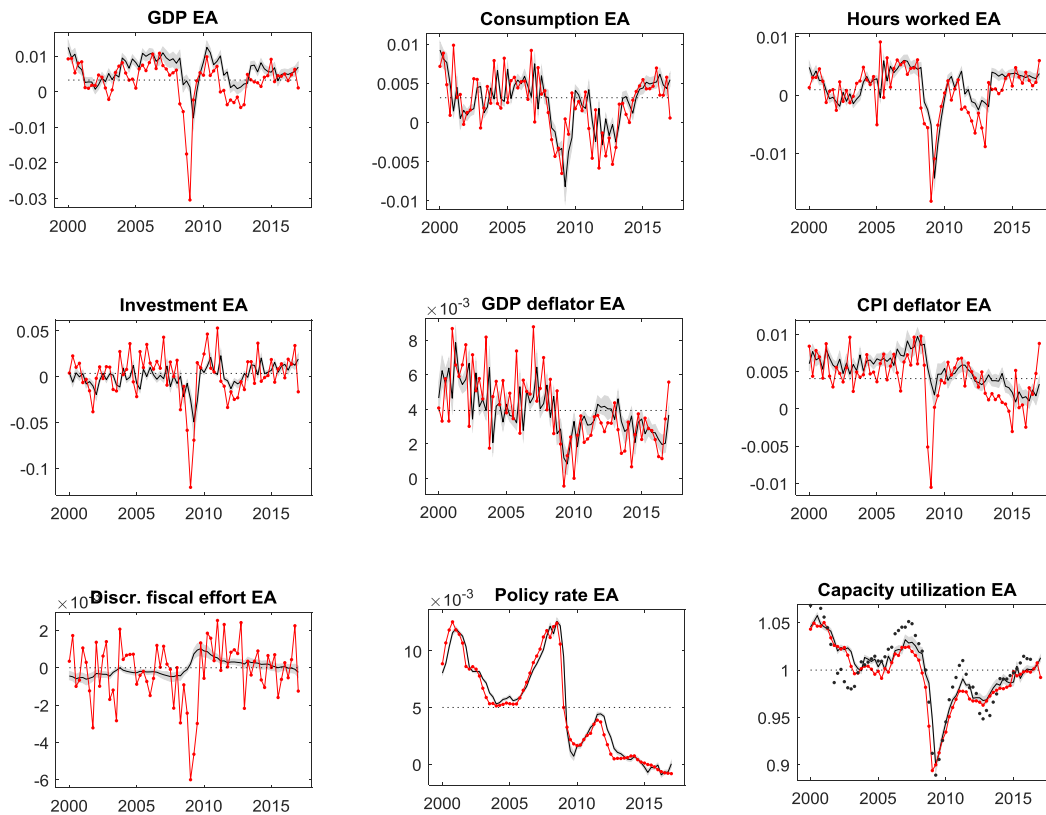 GDP EA
0.01
0
-0.01
-0.02
-0.03
2000 2005 2010 2015
Consumption EA
0.01
0.005
0
-0.005
-0.01
2000 2005 2010 2015
Hours worked EA
0.01
0
-0.01
2000 2005 2010 2015
Investment EA
0.05
0
-0.1
2000 2005 2010 2015
GDP deflator EA
×10⁻³
8
6
4
2
0
2000 2005 2010 2015
CPI deflator EA
0.01
0.005
0
-0.005
-0.01
2000 2005 2010 2015
Discr. fiscal effort EA
×10
2
0
-2
-4
-6
2000 2005 2010 2015
Policy rate EA
×10⁻³
10
5
0
2000 2005 2010 2015
Capacity utilization EA
1.05
1
0.95
0.9
2000 2005 2010 2015